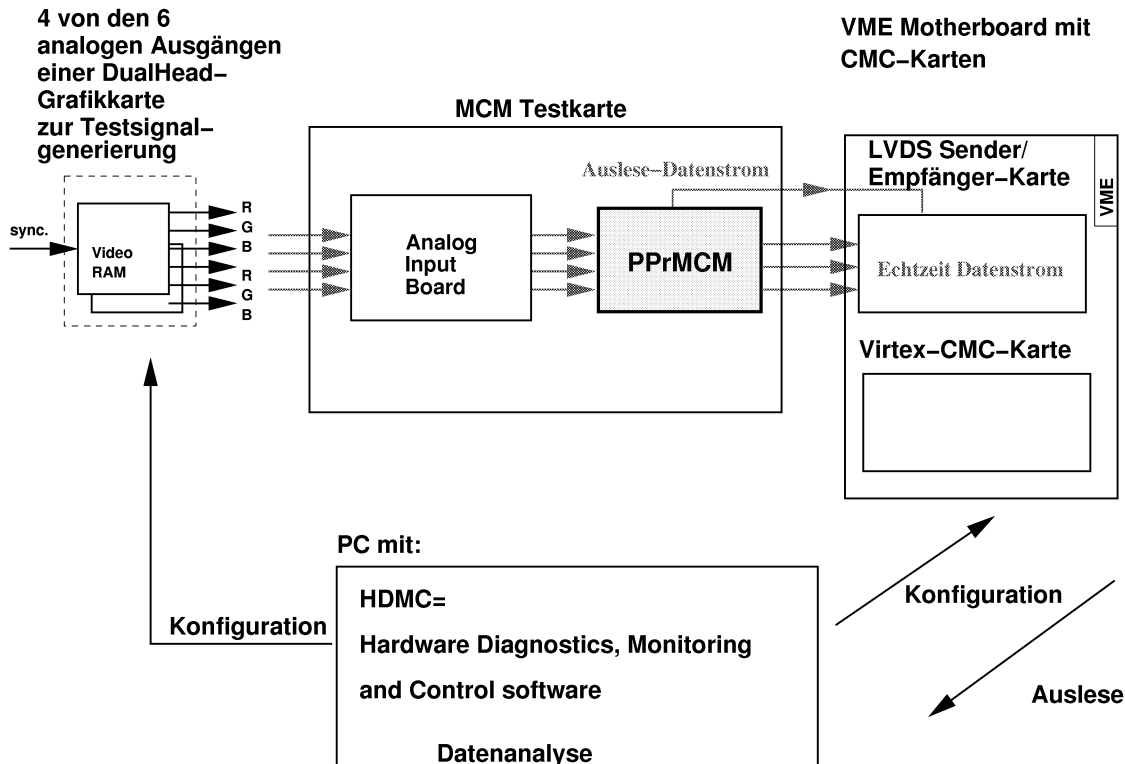 4 von den 6
analogen Ausgängen
einer DualHead–
Grafikkarte
zur Testsignal–
generierung
VME Motherboard mit
CMC–Karten
MCM Testkarte
LVDS Sender/
Empfänger–Karte
VME
Auslese–Datenstrom
sync.
Video
RAM
R
G
B
R
G
B
Analog
Input
Board
PPrMCM
Echtzeit Datenstrom
Virtex–CMC–Karte
PC mit:
HDMC=
Hardware Diagnostics, Monitoring
and Control software
Datenanalyse
Konfiguration
Konfiguration
Auslese